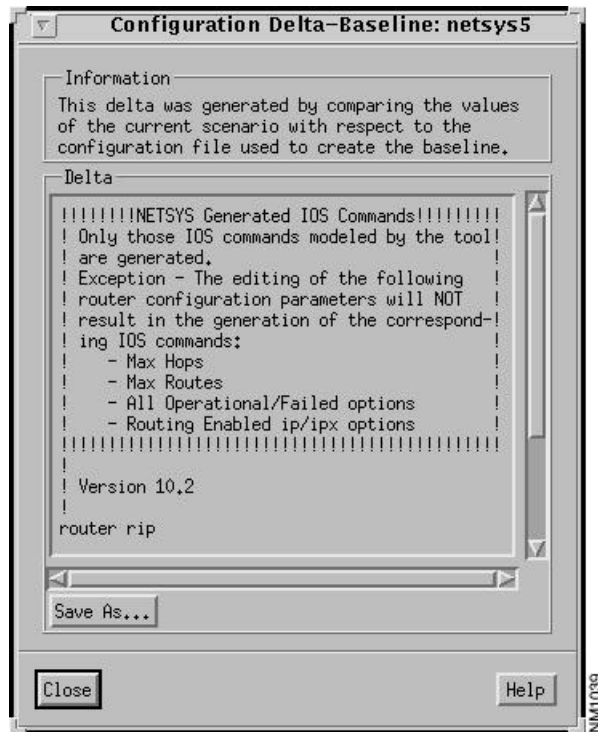 Configuration Delta-Baseline: netsys5
Information
This delta was generated by comparing the values
of the current scenario with respect to the
configuration file used to create the baseline.
Delta
!!!!!!!!NETSYS Generated IOS Commands!!!!!!!!!
! Only those IOS commands modeled by the tool!
! are generated. !
! Exception - The editing of the following !
! router configuration parameters will NOT !
! result in the generation of the correspond-!
! ing IOS commands: !
! - Max Hops !
! - Max Routes !
! - All Operational/Failed options !
! - Routing Enabled ip/ipx options !
!!!!!!!!!!!!!!!!!!!!!!!!!!!!!!!!!!!!!!!!!!!!!!
!
! Version 10.2
!
router rip
Save As...
Close
Help
NM1039